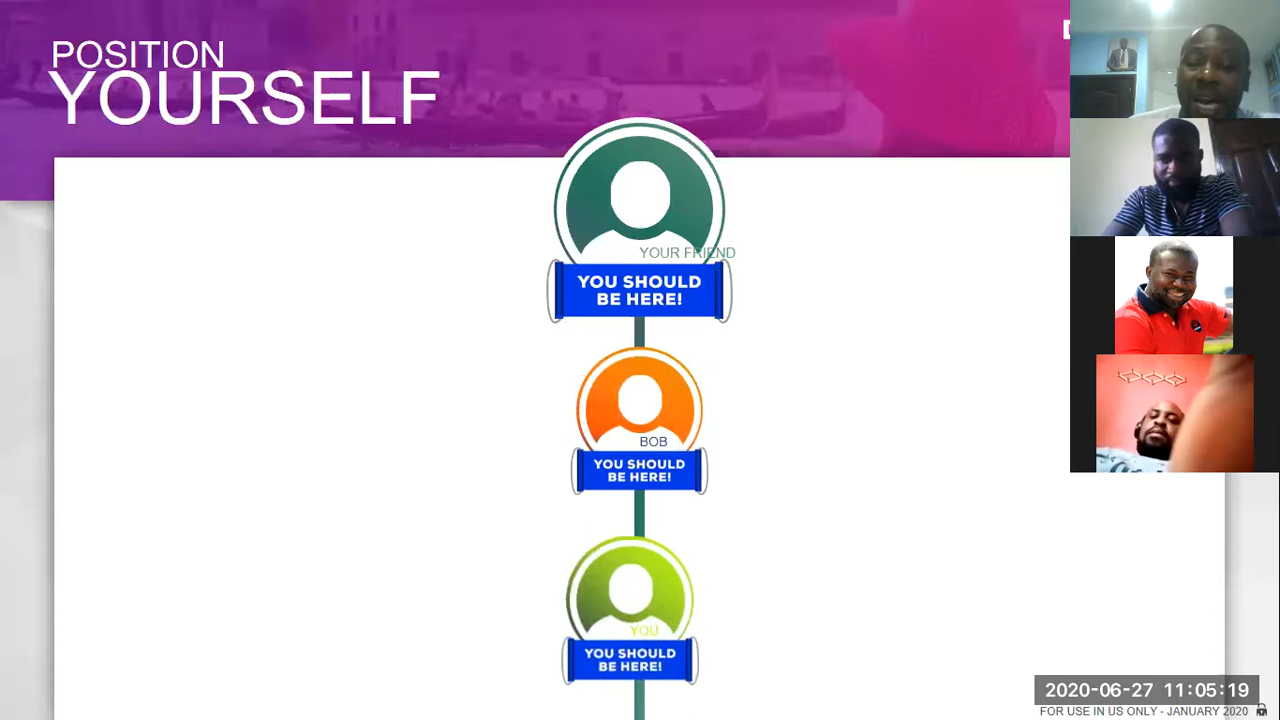 POSITION
YOURSELF
YOUR FRIEND
YOU SHOULD
BE HERE!
BOB
YOU SHOULD
BE HERE!
YOU
YOU SHOULD
BE HERE!
2020-06-27 11:05:19
FOR USE IN US ONLY - JANUARY 2020